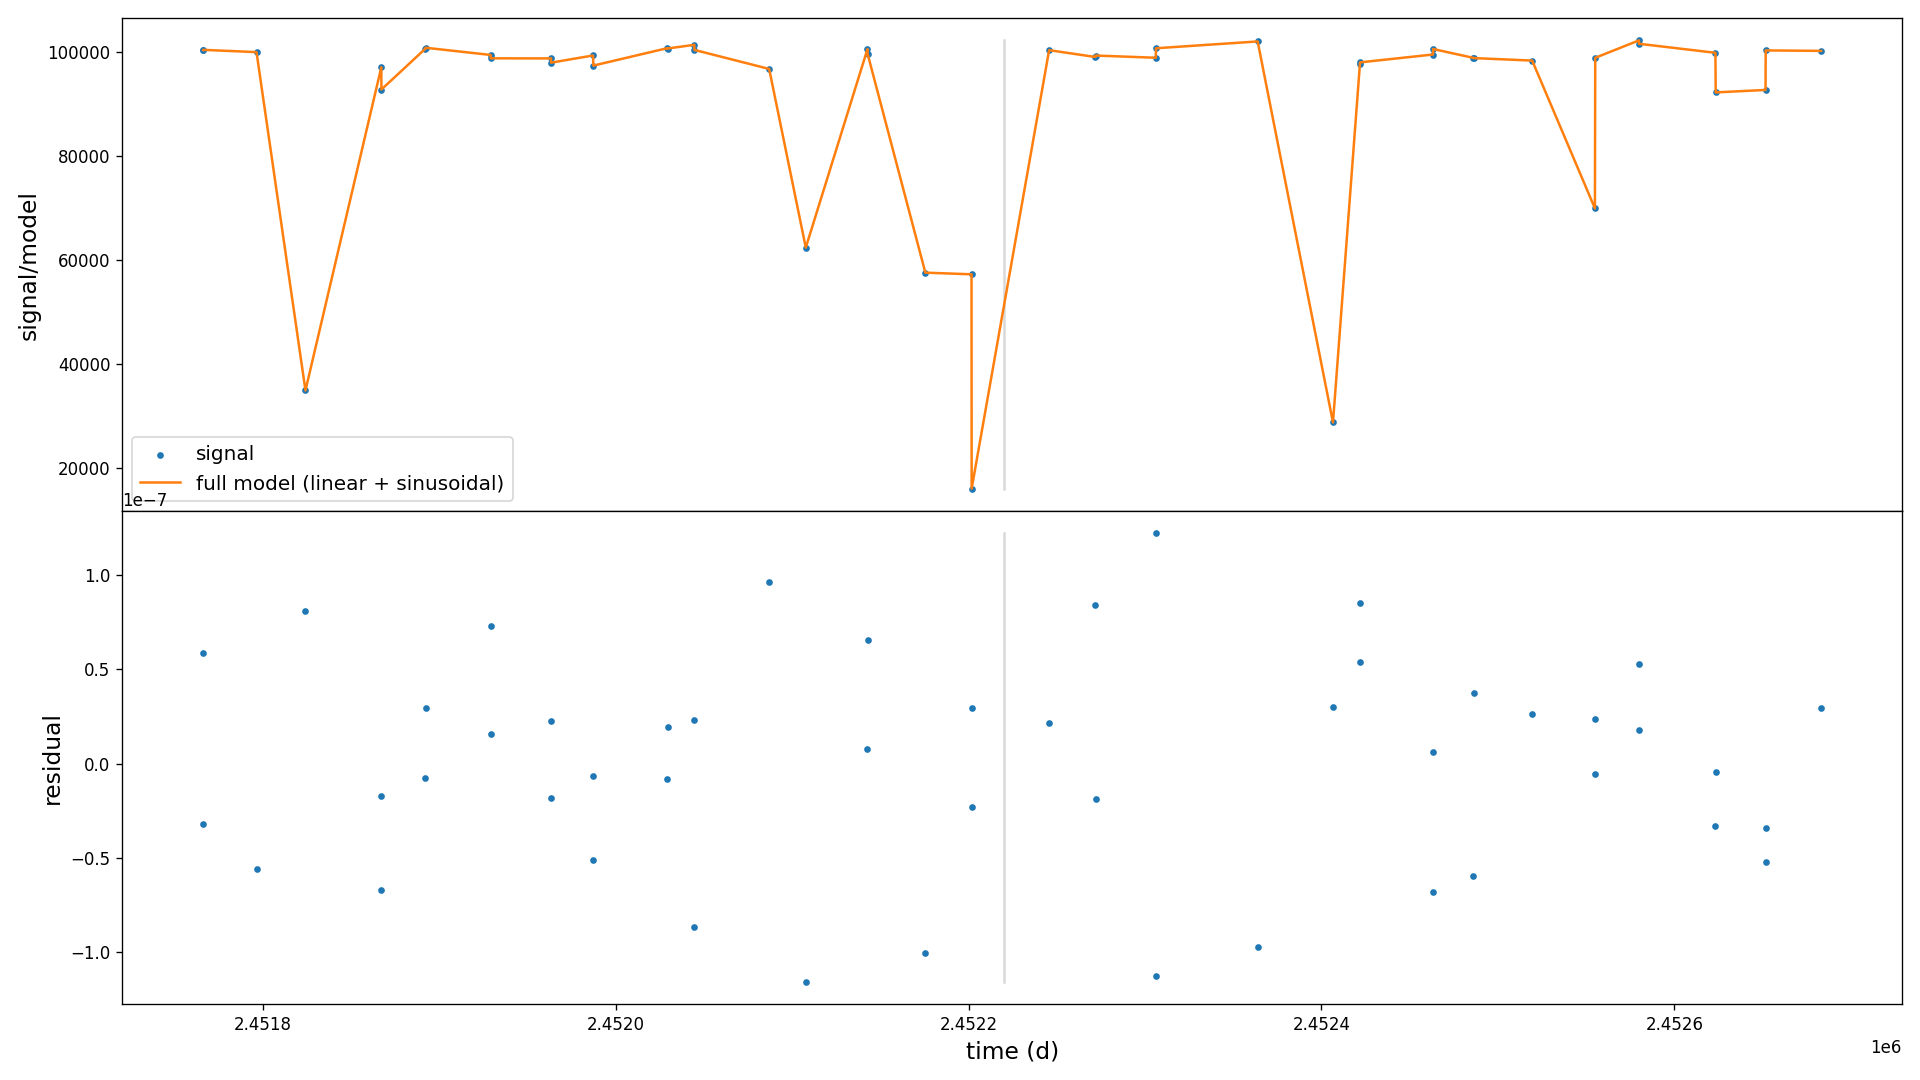 100000
80000
60000
40000
20000
signal/model
signal
full model (linear + sinusoidal)
1e−7
1.0
0.5
0.0
−0.5
−1.0
residual
2.4518 2.4520 2.4522 2.4524 2.4526
time (d)
1e6